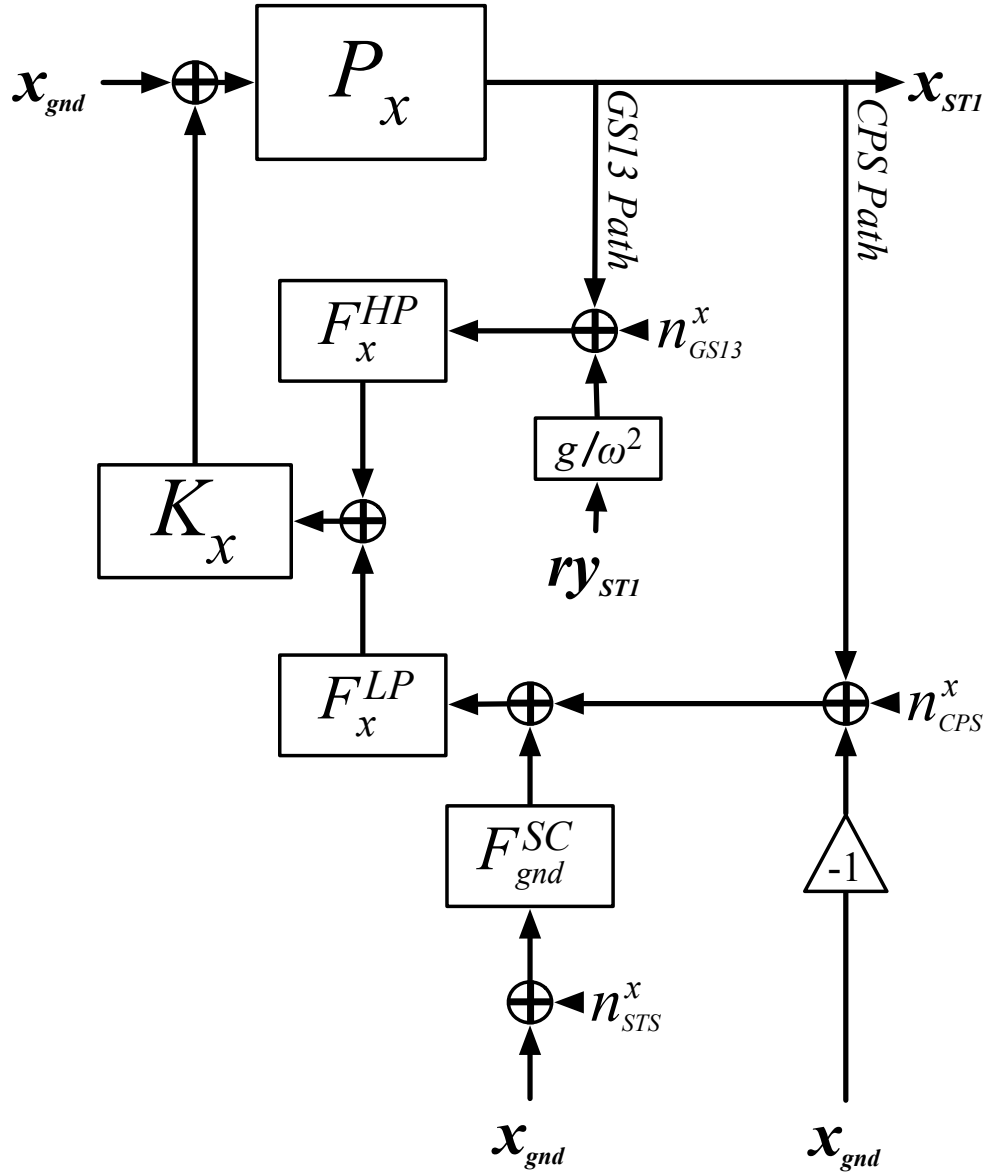 x_gnd
P_x
x_ST1
GS13 Path
CPS Path
F_x^HP
n_GS13^x
g/ω²
K_x
ry_ST1
F_x^LP
n_CPS^x
F_gnd^SC
-1
n_STS^x
x_gnd
x_gnd